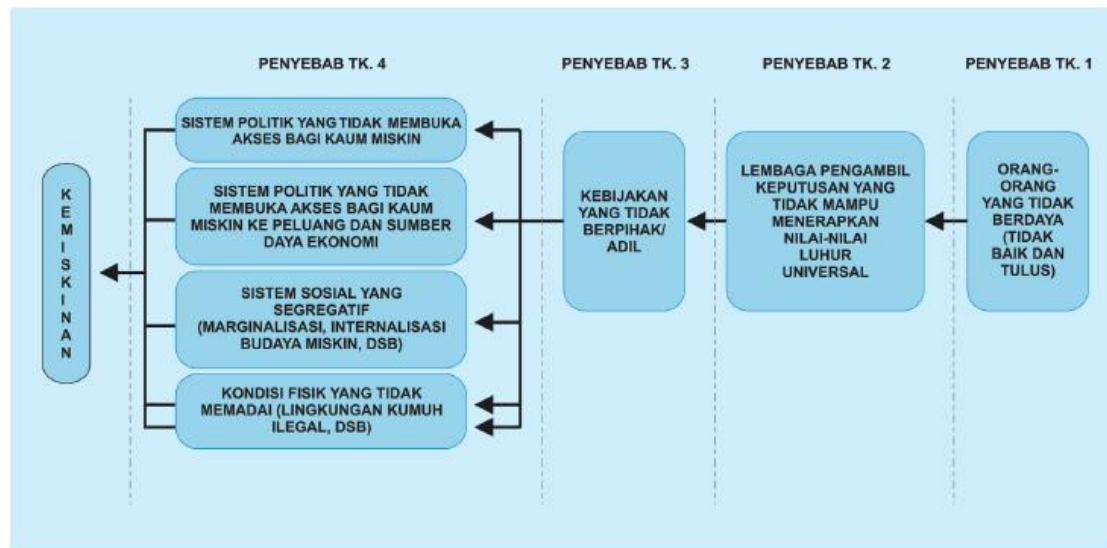 PENYEBAB TK. 4
PENYEBAB TK. 3
PENYEBAB TK. 2
PENYEBAB TK. 1
KEMISKINAN
SISTEM POLITIK YANG TIDAK MEMBUKA
AKSES BAGI KAUM MISKIN
SISTEM POLITIK YANG TIDAK
MEMBUKA AKSES BAGI KAUM
MISKIN KE PELUANG DAN SUMBER
DAYA EKONOMI
SISTEM SOSIAL YANG
SEGREGATIF
(MARGINALISASI, INTERNALISASI
BUDAYA MISKIN, DSB)
KONDISI FISIK YANG TIDAK
MEMADAI (LINGKUNGAN KUMUH
ILEGAL, DSB)
KEBIJAKAN
YANG TIDAK
BERPIHAK/
ADIL
LEMBAGA PENGAMBIL
KEPUTUSAN YANG
TIDAK MAMPU
MENERAPKAN
NILAI-NILAI
LUHUR
UNIVERSAL
ORANG-
ORANG
YANG TIDAK
BERDAYA
(TIDAK
BAIK DAN
TULUS)